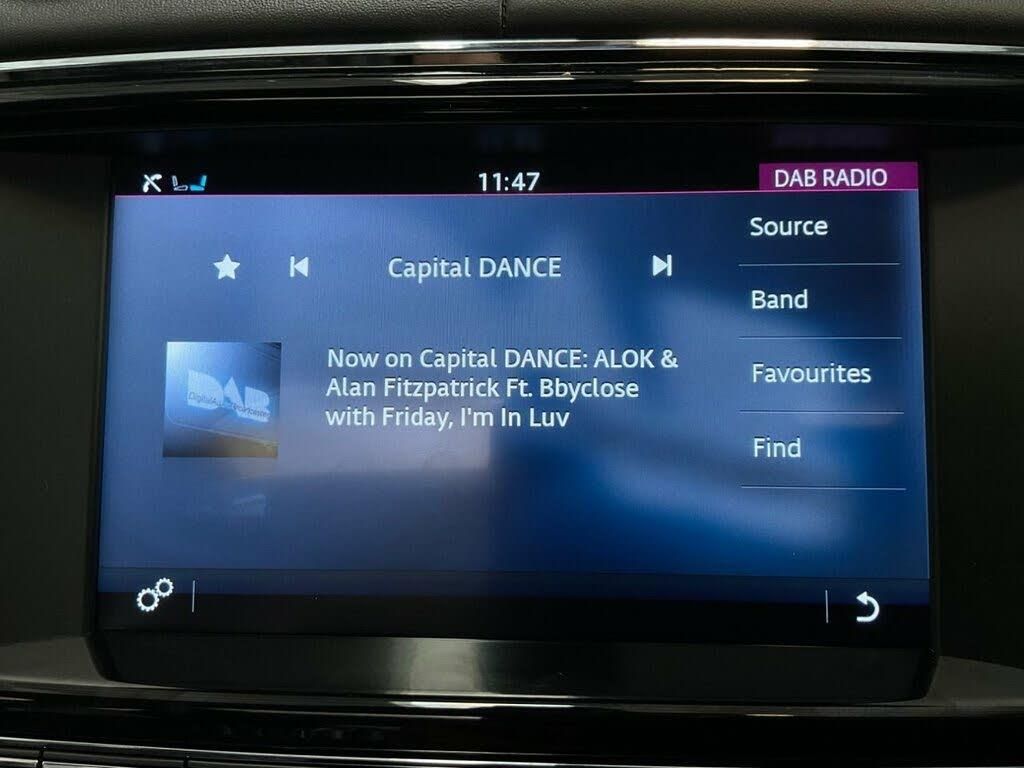 11:47
DAB RADIO
Capital DANCE
Source
Band
Favourites
Find
DAB
Now on Capital DANCE: ALOK &
Alan Fitzpatrick Ft. Bbyclose
with Friday, I'm In Luv